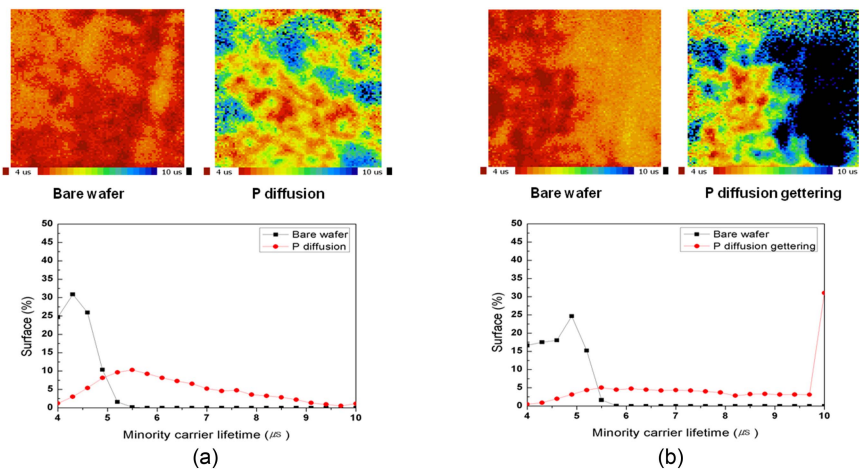 4 us 10 us
4 us 10 us
Bare wafer
P diffusion
50
45
40
35
30
25
20
15
10
5
0
Surface (%)
Bare wafer
P diffusion
4 5 6 7 8 9 10
Minority carrier lifetime (μs)
(a)
4 us 10 us
4 us 10 us
Bare wafer
P diffusion gettering
50
45
40
35
30
25
20
15
10
5
0
Surface (%)
Bare wafer
P diffusion gettering
4 5 6 7 8 9 10
Minority carrier lifetime (μs)
(b)